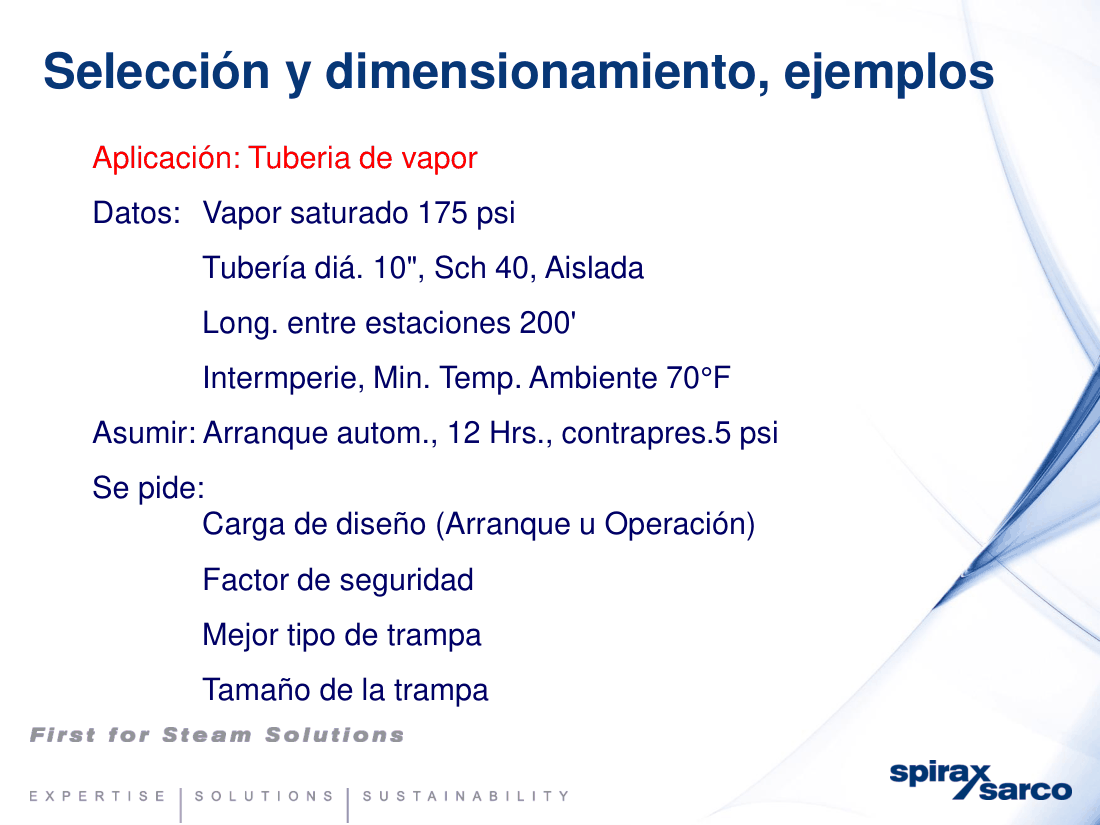 Selección y dimensionamiento, ejemplos
Aplicación: Tuberia de vapor
Datos: Vapor saturado 175 psi
Tubería diá. 10", Sch 40, Aislada
Long. entre estaciones 200'
Intermperie, Min. Temp. Ambiente 70°F
Asumir: Arranque autom., 12 Hrs., contrapres.5 psi
Se pide:
Carga de diseño (Arranque u Operación)
Factor de seguridad
Mejor tipo de trampa
Tamaño de la trampa
First for Steam Solutions
EXPERTISE SOLUTIONS SUSTAINABILITY
spirax
sarco